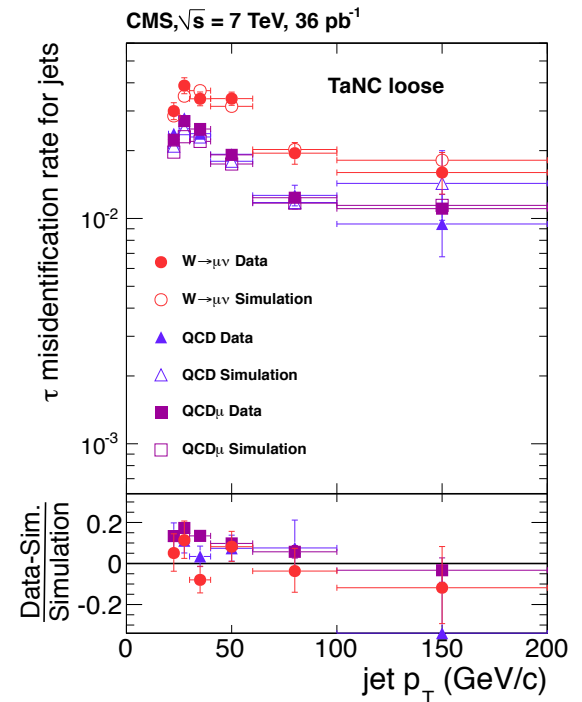 CMS,√s = 7 TeV, 36 pb⁻¹
τ misidentification rate for jets
TaNC loose
10⁻²
W→μν Data
W→μν Simulation
QCD Data
QCD Simulation
QCDμ Data
QCDμ Simulation
10⁻³
Data-Sim.
Simulation
0.2
0
-0.2
0 50 100 150 200
jet p_T (GeV/c)